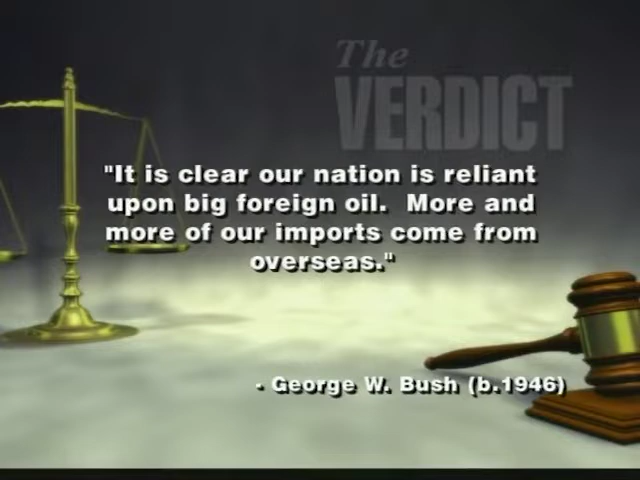 The
VERDICT
"It is clear our nation is reliant
upon big foreign oil.  More and
more of our imports come from
overseas."
- George W. Bush (b.1946)